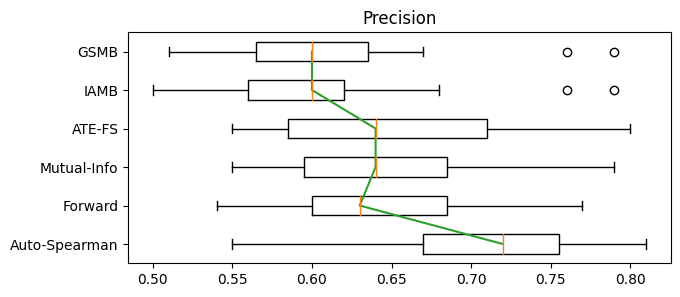 Precision
GSMB
IAMB
ATE-FS
Mutual-Info
Forward
Auto-Spearman
0.50 0.55 0.60 0.65 0.70 0.75 0.80